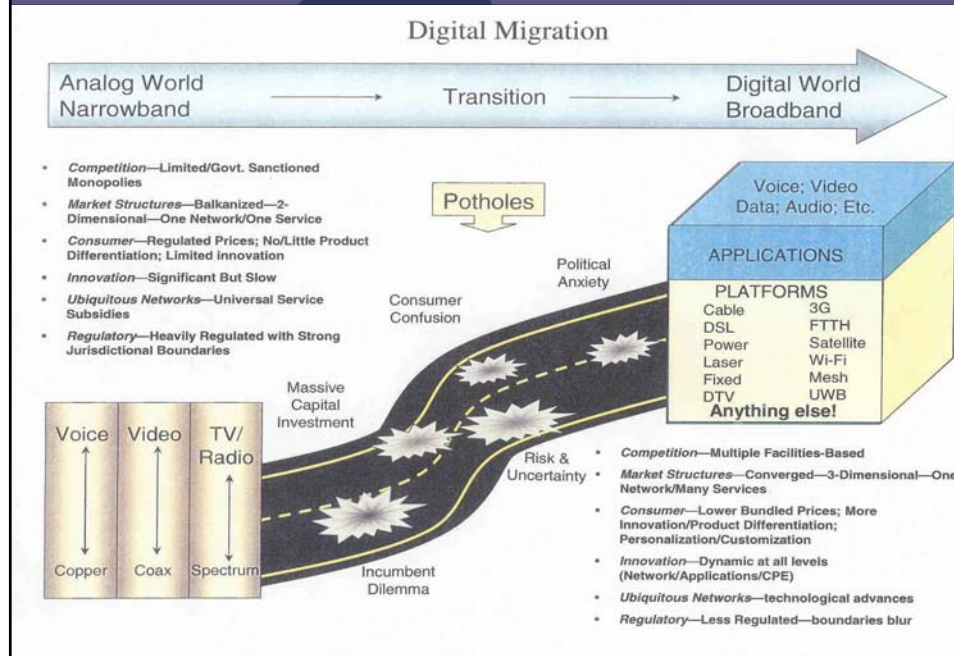 Digital Migration
Analog World
Narrowband
Transition
Digital World
Broadband
• Competition—Limited/Govt. Sanctioned
Monopolies
• Market Structures—Balkanized—2-
Dimensional—One Network/One Service
• Consumer—Regulated Prices; No/Little Product
Differentiation; Limited innovation
• Innovation—Significant But Slow
• Ubiquitous Networks—Universal Service
Subsidies
• Regulatory—Heavily Regulated with Strong
Jurisdictional Boundaries
Potholes
Political
Anxiety
Consumer
Confusion
Massive
Capital
Investment
Risk &
Uncertainty
Incumbent
Dilemma
Voice
Copper
Video
Coax
TV/
Radio
Spectrum
Voice; Video
Data; Audio; Etc.
APPLICATIONS
PLATFORMS
Cable 3G
DSL FTTH
Power Satellite
Laser Wi-Fi
Fixed Mesh
DTV UWB
Anything else!
• Competition—Multiple Facilities-Based
• Market Structures—Converged—3-Dimensional—One
Network/Many Services
• Consumer—Lower Bundled Prices; More
Innovation/Product Differentiation;
Personalization/Customization
• Innovation—Dynamic at all levels
(Network/Applications/CPE)
• Ubiquitous Networks—technological advances
• Regulatory—Less Regulated—boundaries blur